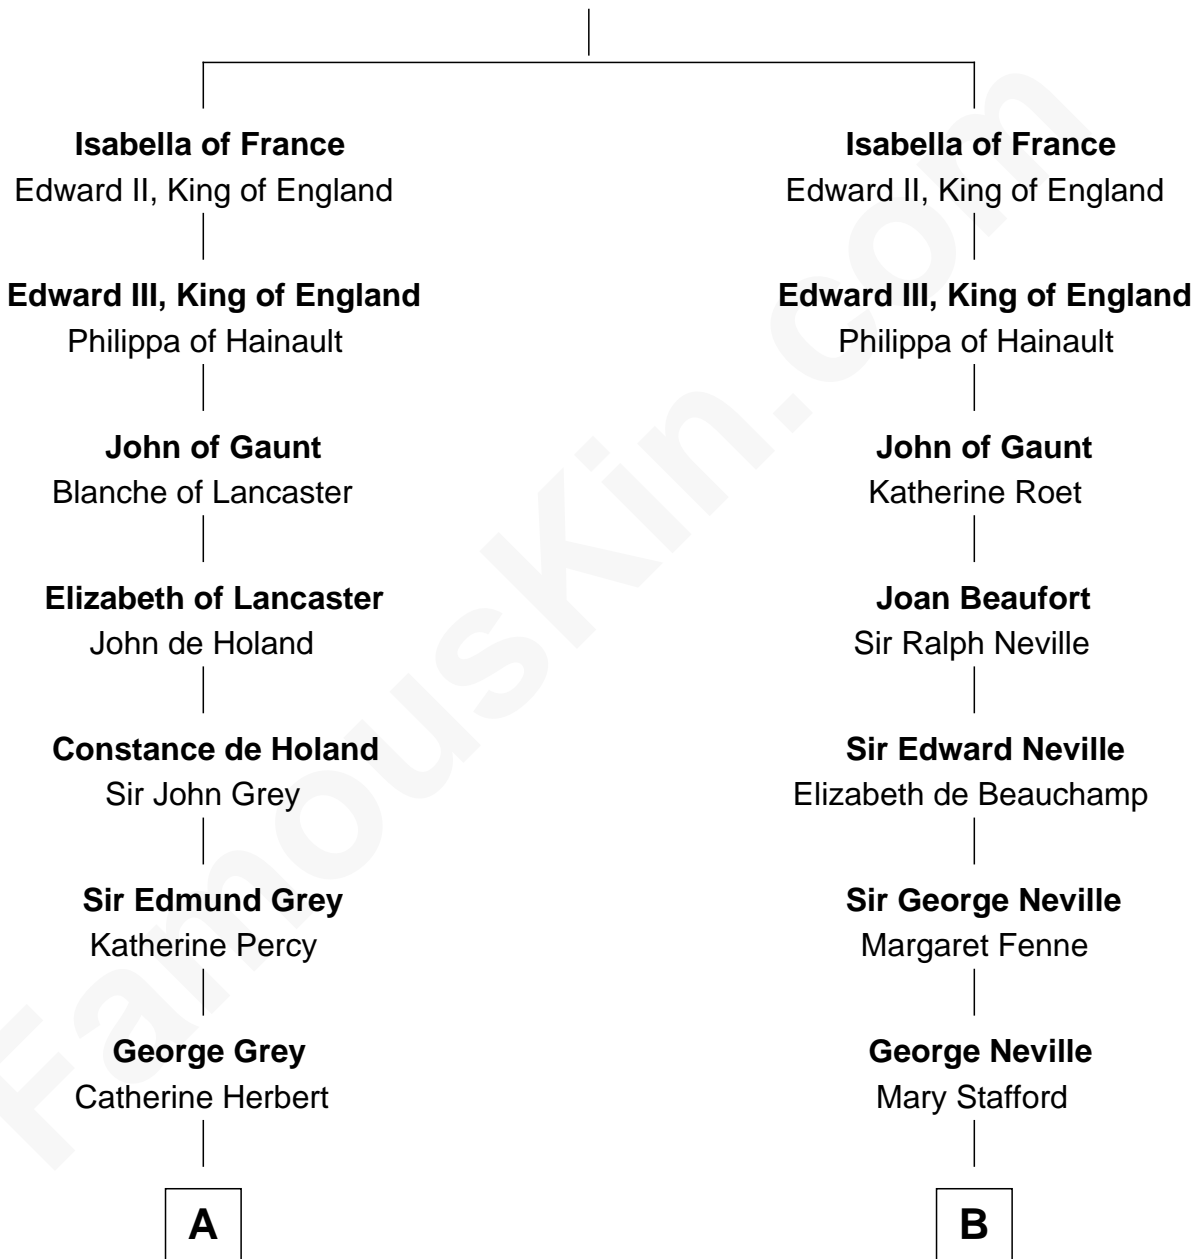 Isabella of France
Edward II, King of England
Edward III, King of England
Philippa of Hainault
John of Gaunt
Blanche of Lancaster
Elizabeth of Lancaster
John de Holand
Constance de Holand
Sir John Grey
Sir Edmund Grey
Katherine Percy
George Grey
Catherine Herbert
A
Isabella of France
Edward II, King of England
Edward III, King of England
Philippa of Hainault
John of Gaunt
Katherine Roet
Joan Beaufort
Sir Ralph Neville
Sir Edward Neville
Elizabeth de Beauchamp
Sir George Neville
Margaret Fenne
George Neville
Mary Stafford
B
FamousKin.com